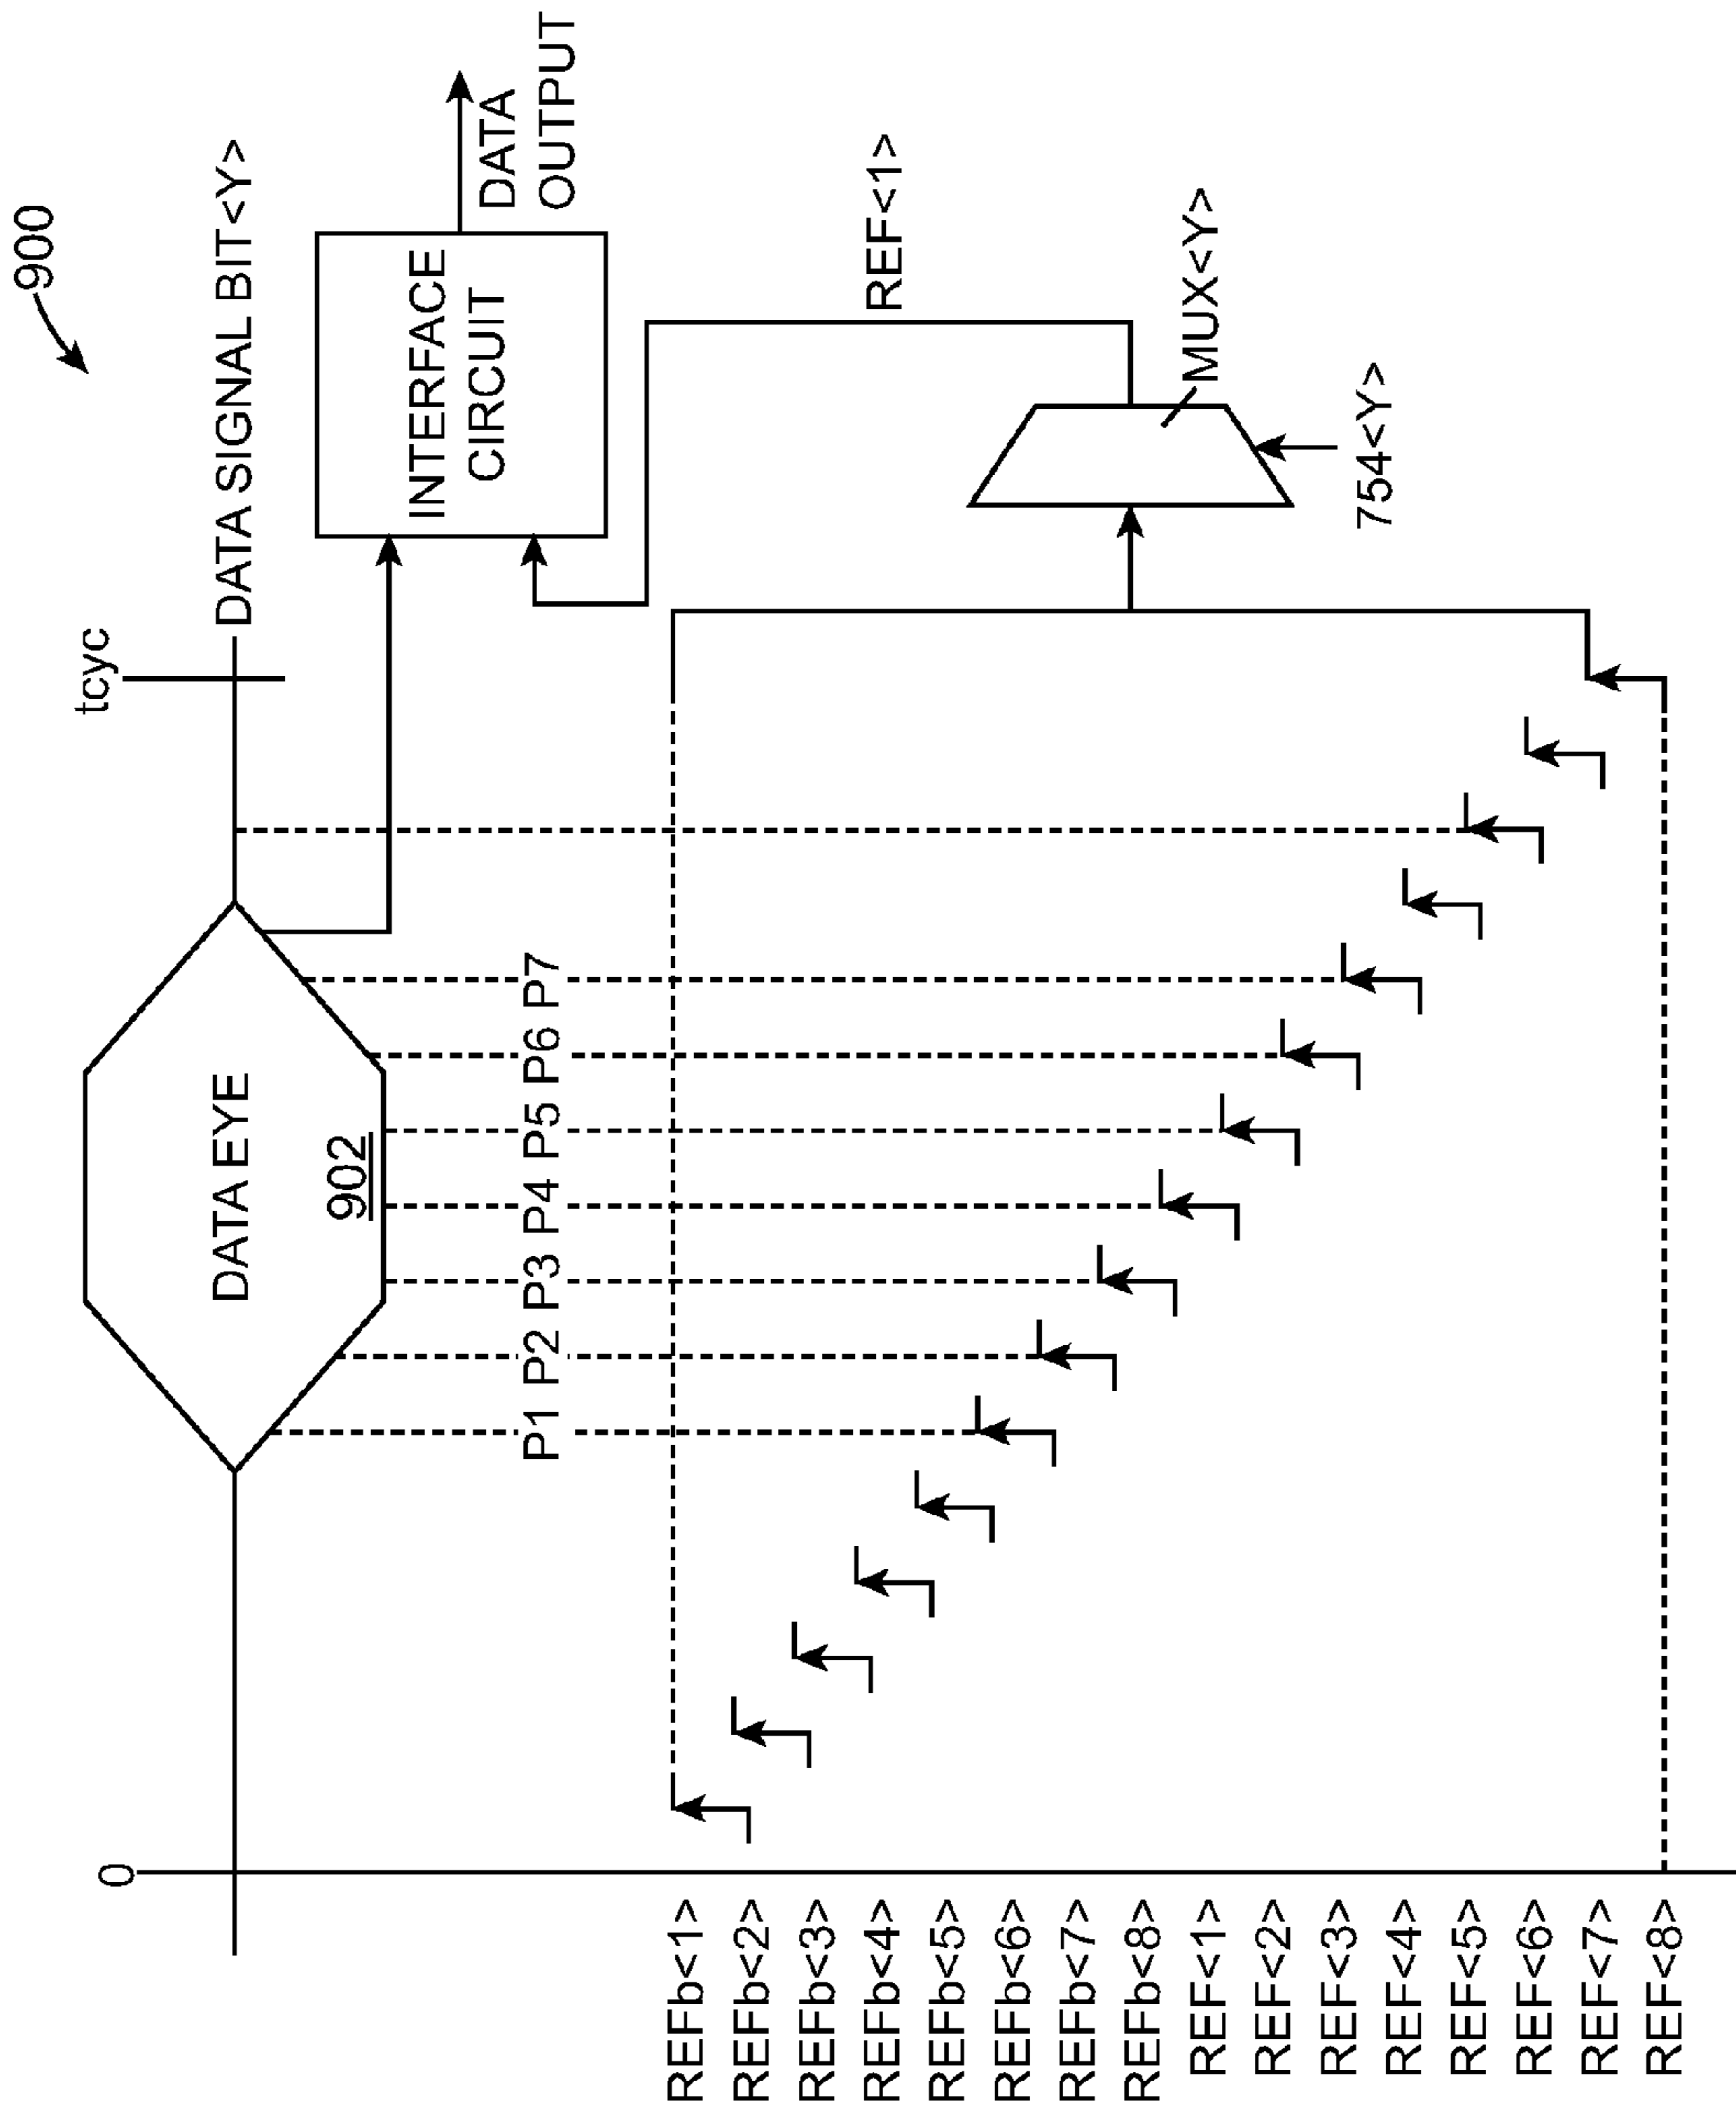 900
0
tcyc
DATA SIGNAL BIT<Y>
DATA EYE
902
INTERFACE
CIRCUIT
DATA
OUTPUT
P1 P2 P3 P4 P5 P6 P7
REF<1>
MUX<Y>
754<Y>
REFb<1>
REFb<2>
REFb<3>
REFb<4>
REFb<5>
REFb<6>
REFb<7>
REFb<8>
REF<1>
REF<2>
REF<3>
REF<4>
REF<5>
REF<6>
REF<7>
REF<8>